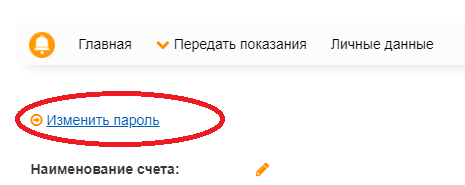 Главная Передать показания Личные данные
Изменить пароль
Наименование счета: